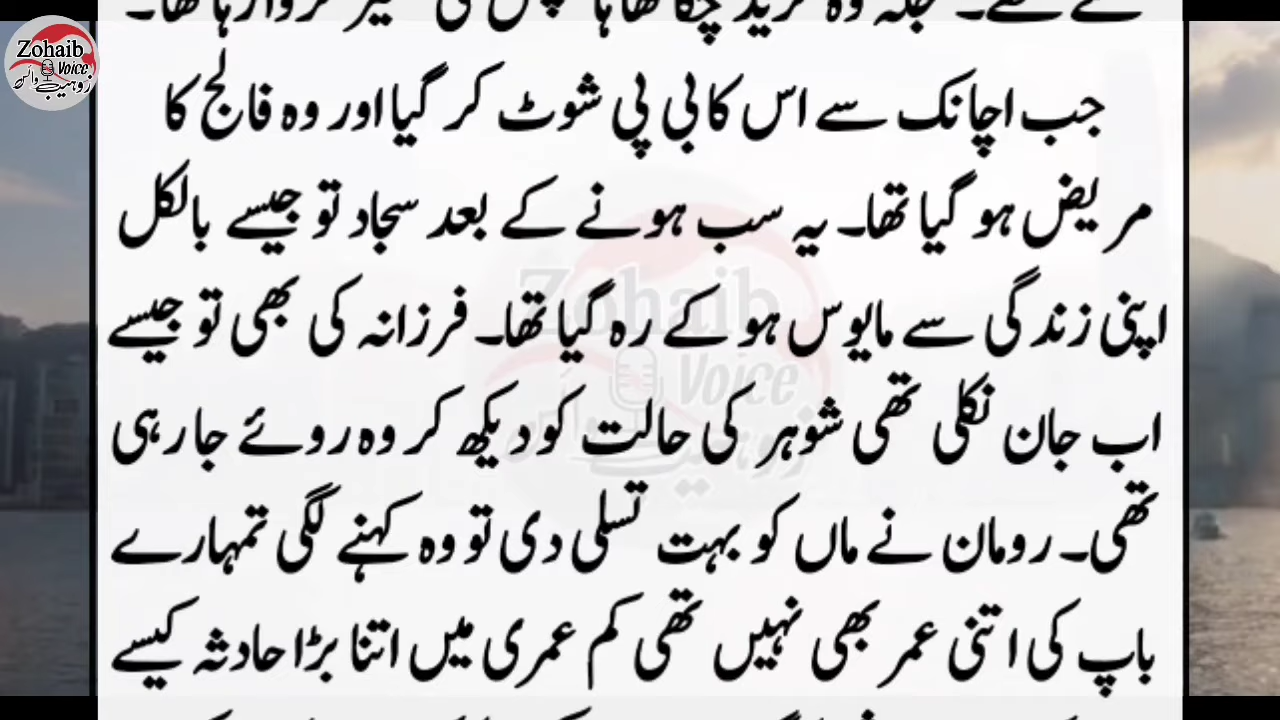 Zohaib
Voice
زوہیب وائس
جب اچانک سے اس کا بی پی شوٹ کر گیا اور وہ فالج کا
مریض ہو گیا تھا۔ یہ سب ہونے کے بعد سجاد تو جیسے بالکل
اپنی زندگی سے مایوس ہو کے رہ گیا تھا۔ فرزانہ کی بھی تو جیسے
اب جان نکلی تھی شوہر کی حالت کو دیکھ کر وہ روئے جا رہی
تھی۔ رومان نے ماں کو بہت تسلی دی تو وہ کہنے لگی تمہارے
باپ کی اتنی عمر بھی نہیں تھی کم عمری میں اتنا بڑا حادثہ کیسے